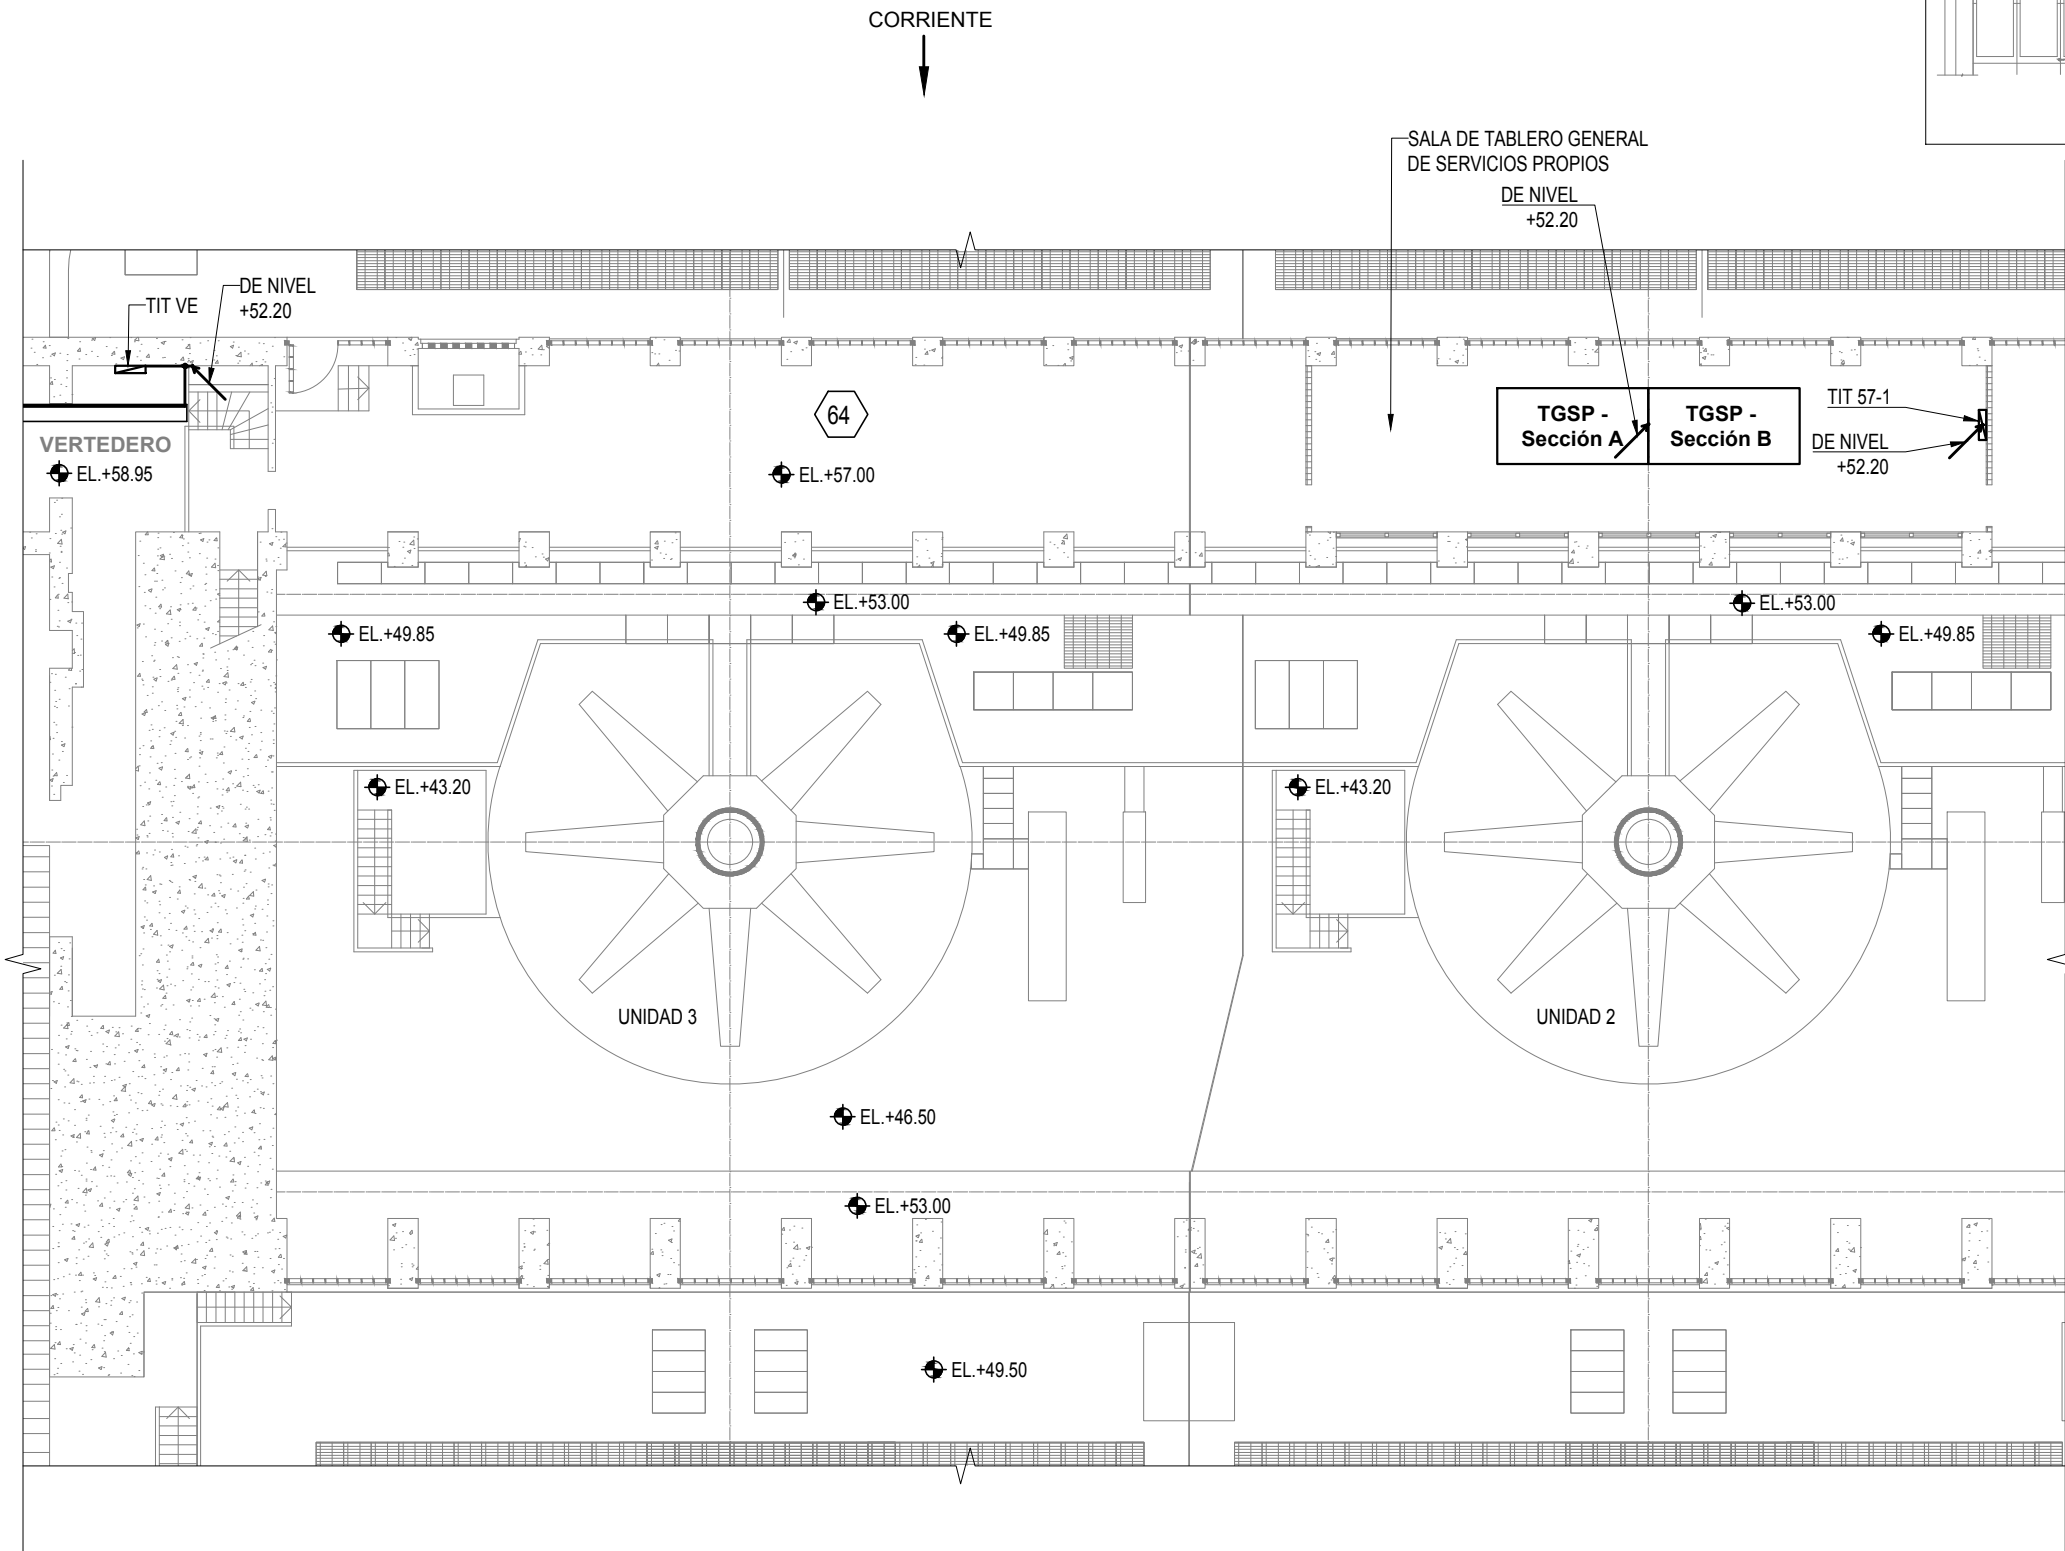 CORRIENTE
SALA DE TABLERO GENERAL
DE SERVICIOS PROPIOS
DE NIVEL
+52.20
TIT VE
DE NIVEL
+52.20
64
TGSP -
Sección A
TGSP -
Sección B
TIT 57-1
DE NIVEL
+52.20
VERTEDERO
EL.+58.95
EL.+57.00
EL.+53.00
EL.+53.00
EL.+49.85
EL.+49.85
EL.+49.85
EL.+43.20
EL.+43.20
UNIDAD 3
UNIDAD 2
EL.+46.50
EL.+53.00
EL.+49.50